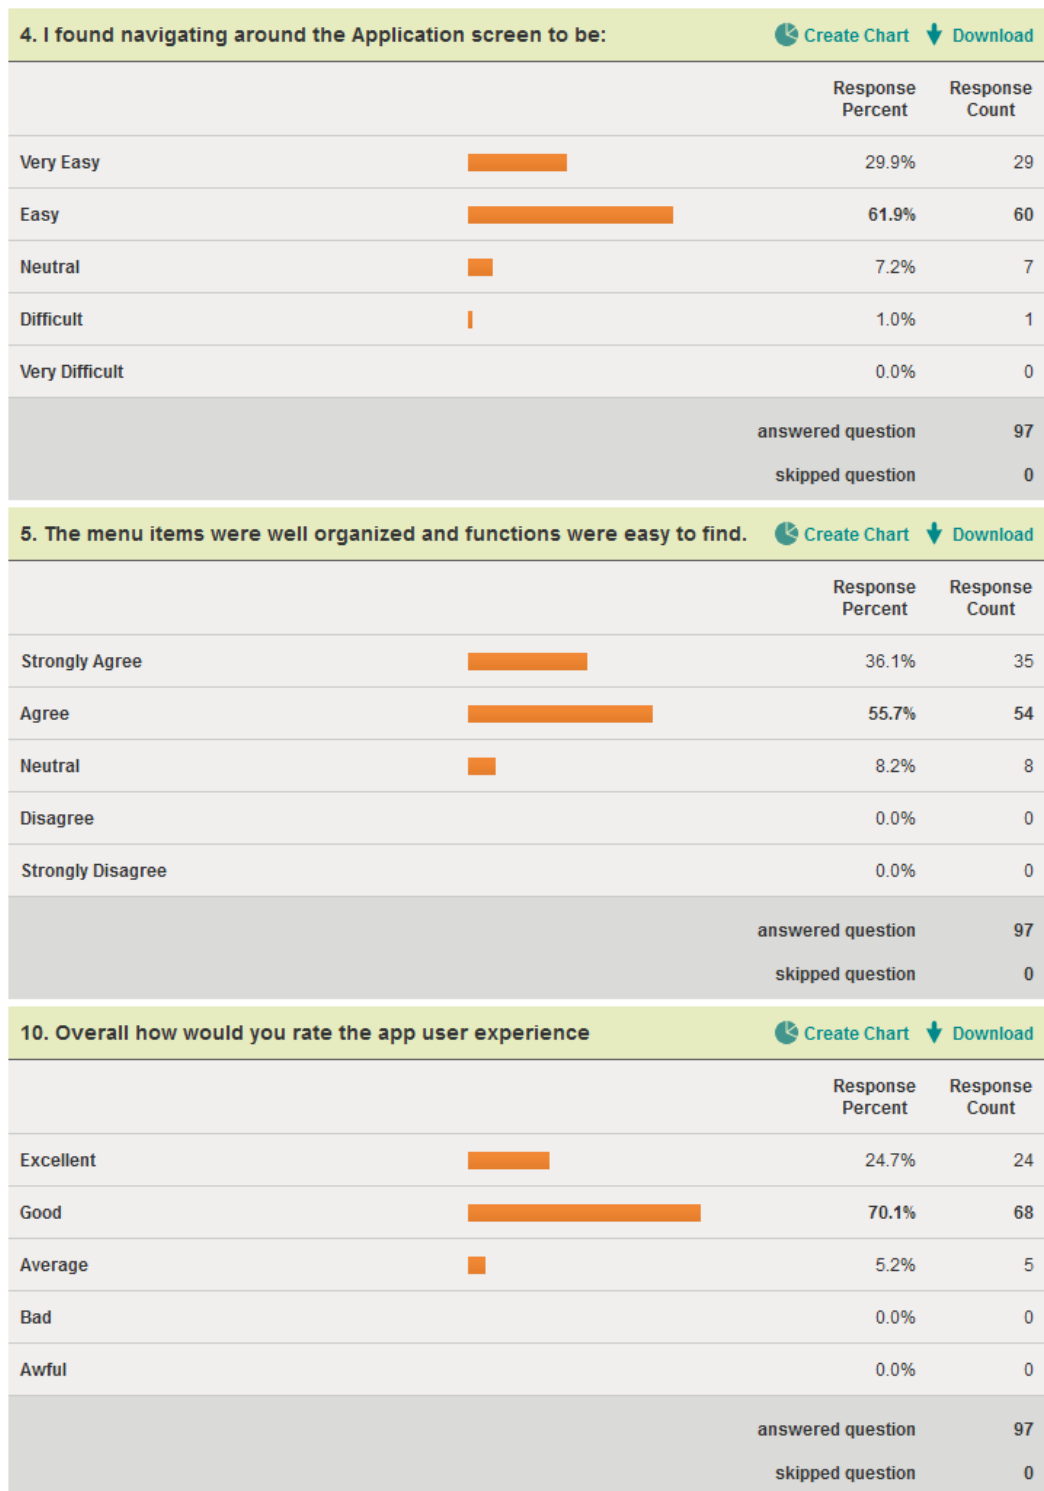 4. I found navigating around the Application screen to be: Create Chart Download
Response Percent Response Count
Very Easy 29.9% 29
Easy 61.9% 60
Neutral 7.2% 7
Difficult 1.0% 1
Very Difficult 0.0% 0
answered question 97
skipped question 0
5. The menu items were well organized and functions were easy to find. Create Chart Download
Response Percent Response Count
Strongly Agree 36.1% 35
Agree 55.7% 54
Neutral 8.2% 8
Disagree 0.0% 0
Strongly Disagree 0.0% 0
answered question 97
skipped question 0
10. Overall how would you rate the app user experience Create Chart Download
Response Percent Response Count
Excellent 24.7% 24
Good 70.1% 68
Average 5.2% 5
Bad 0.0% 0
Awful 0.0% 0
answered question 97
skipped question 0